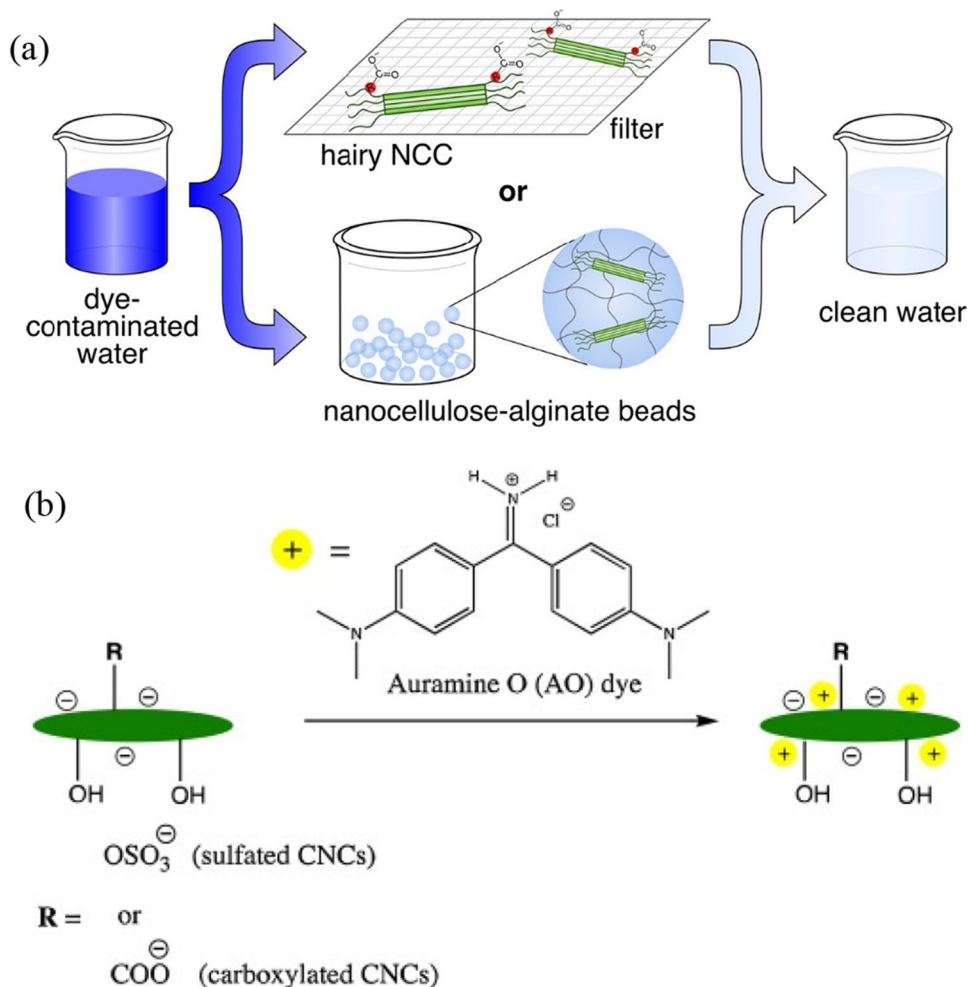 (a)
O⁻
C=O
R
O⁻
C=O
R
O⁻
C=O
R
O⁻
C=O
R
filter
hairy NCC
or
dye-
contaminated
water
clean water
nanocellulose-alginate beads
(b)
H H
⊕
N
Cl⊖
+ =
N N
Auramine O (AO) dye
R
⊖ ⊖
⊖
OH OH
R
⊖ + ⊖ +
+ ⊖ +
OH OH
OSO₃⊖ (sulfated CNCs)
R = or
COO⊖ (carboxylated CNCs)